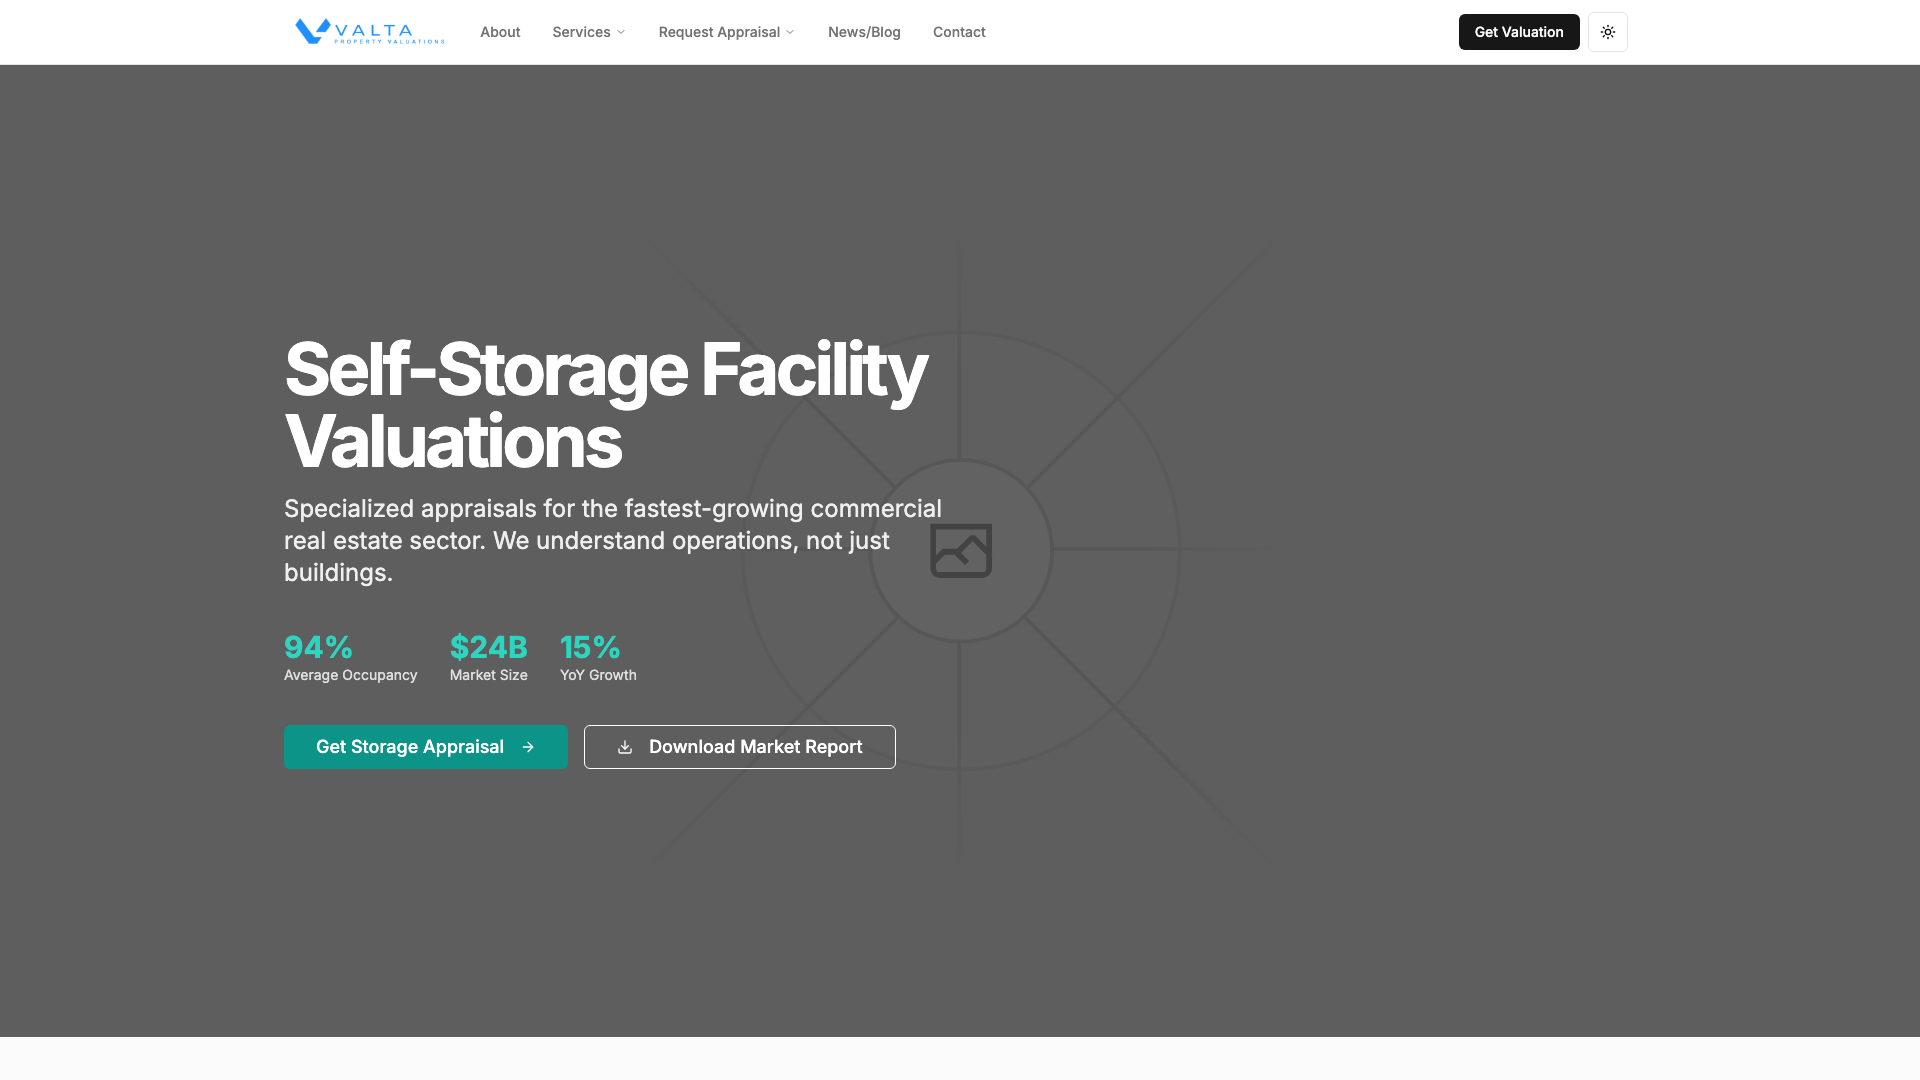 VALTA
PROPERTY VALUATIONS
About
Services
Request Appraisal
News/Blog
Contact
Get Valuation
Self-Storage Facility
Valuations
Specialized appraisals for the fastest-growing commercial
real estate sector. We understand operations, not just
buildings.
94%
Average Occupancy
$24B
Market Size
15%
YoY Growth
Get Storage Appraisal
Download Market Report